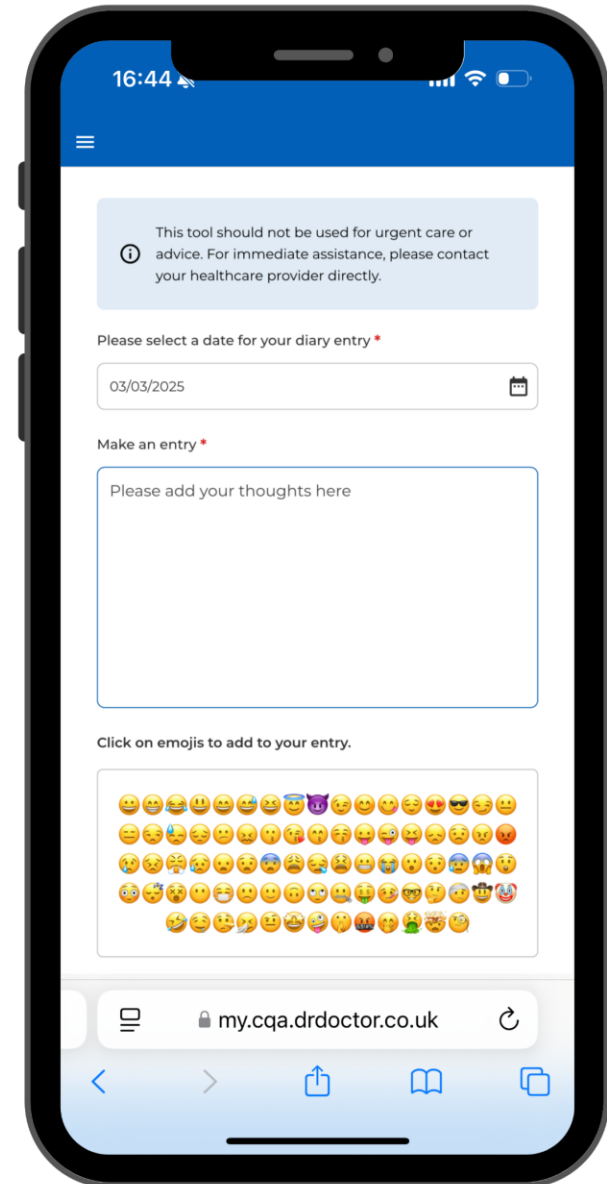 16:44
This tool should not be used for urgent care or
advice. For immediate assistance, please contact
your healthcare provider directly.
Please select a date for your diary entry *
03/03/2025
Make an entry *
Please add your thoughts here
Click on emojis to add to your entry.
my.cqa.drdoctor.co.uk